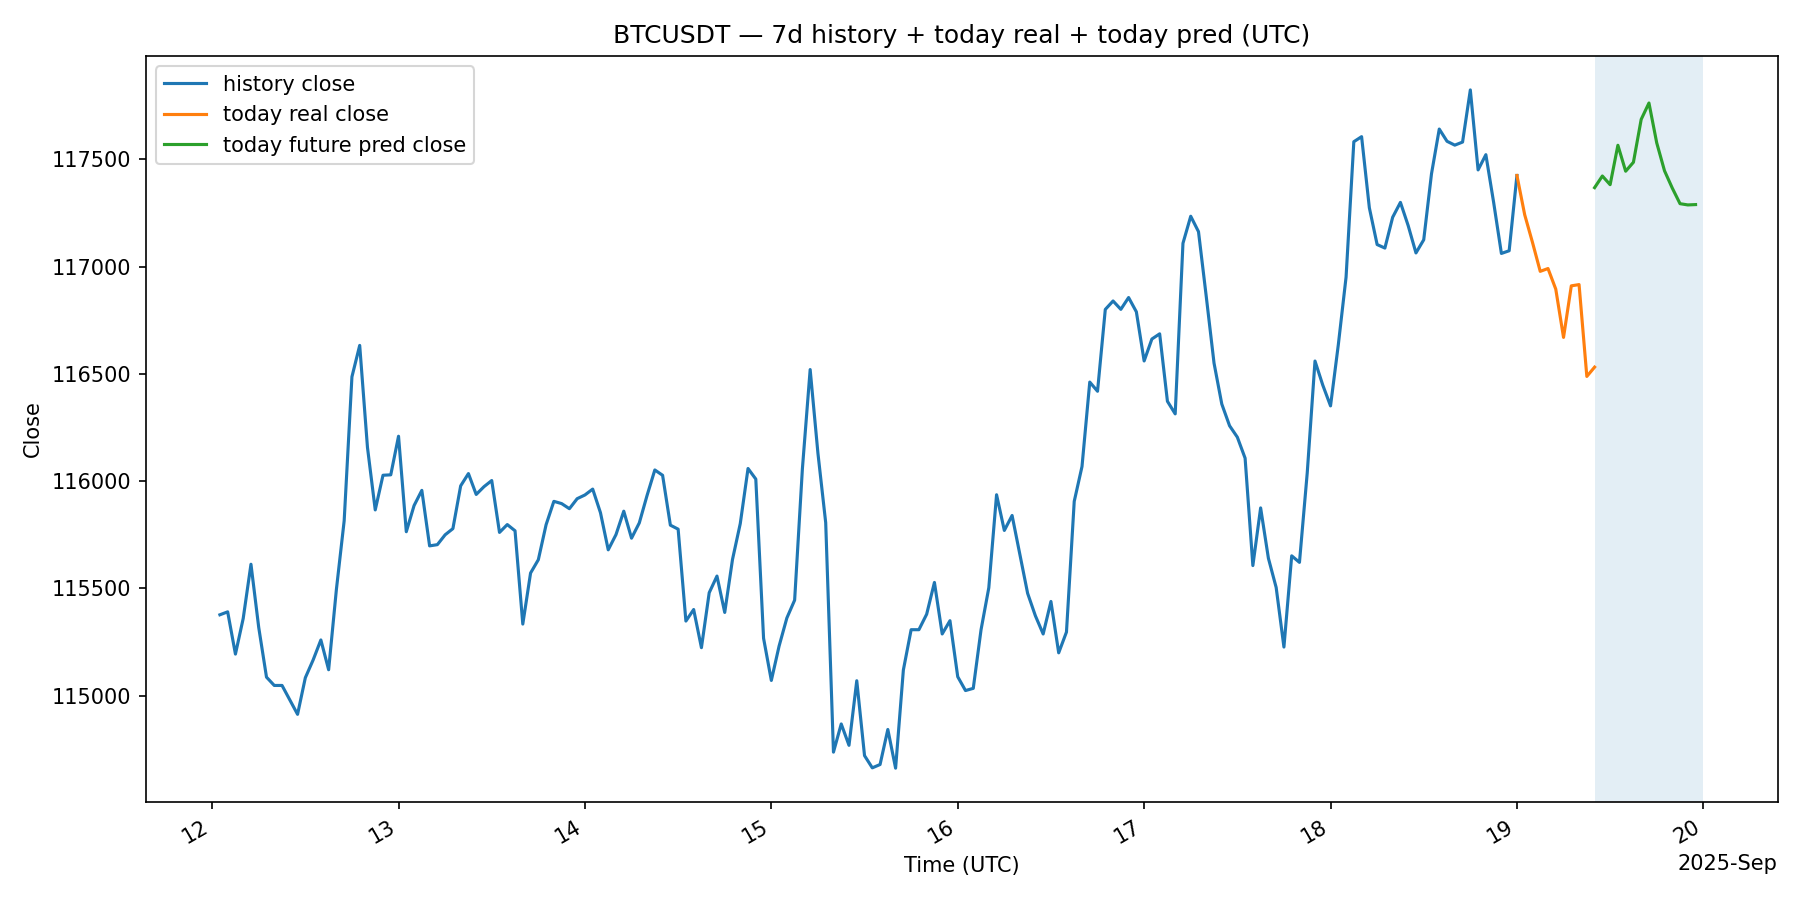 BTCUSDT — 7d history + today real + today pred (UTC)
history close
today real close
today future pred close
117500
117000
116500
116000
115500
115000
Close
12
13
14
15
16
17
18
19
20
Time (UTC)
2025-Sep